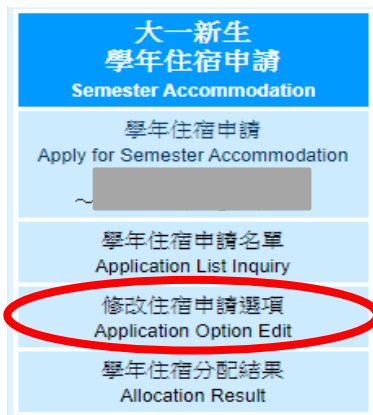 大一新生
學年住宿申請
Semester Accommodation
學年住宿申請
Apply for Semester Accommodation
～
學年住宿申請名單
Application List Inquiry
修改住宿申請選項
Application Option Edit
學年住宿分配結果
Allocation Result